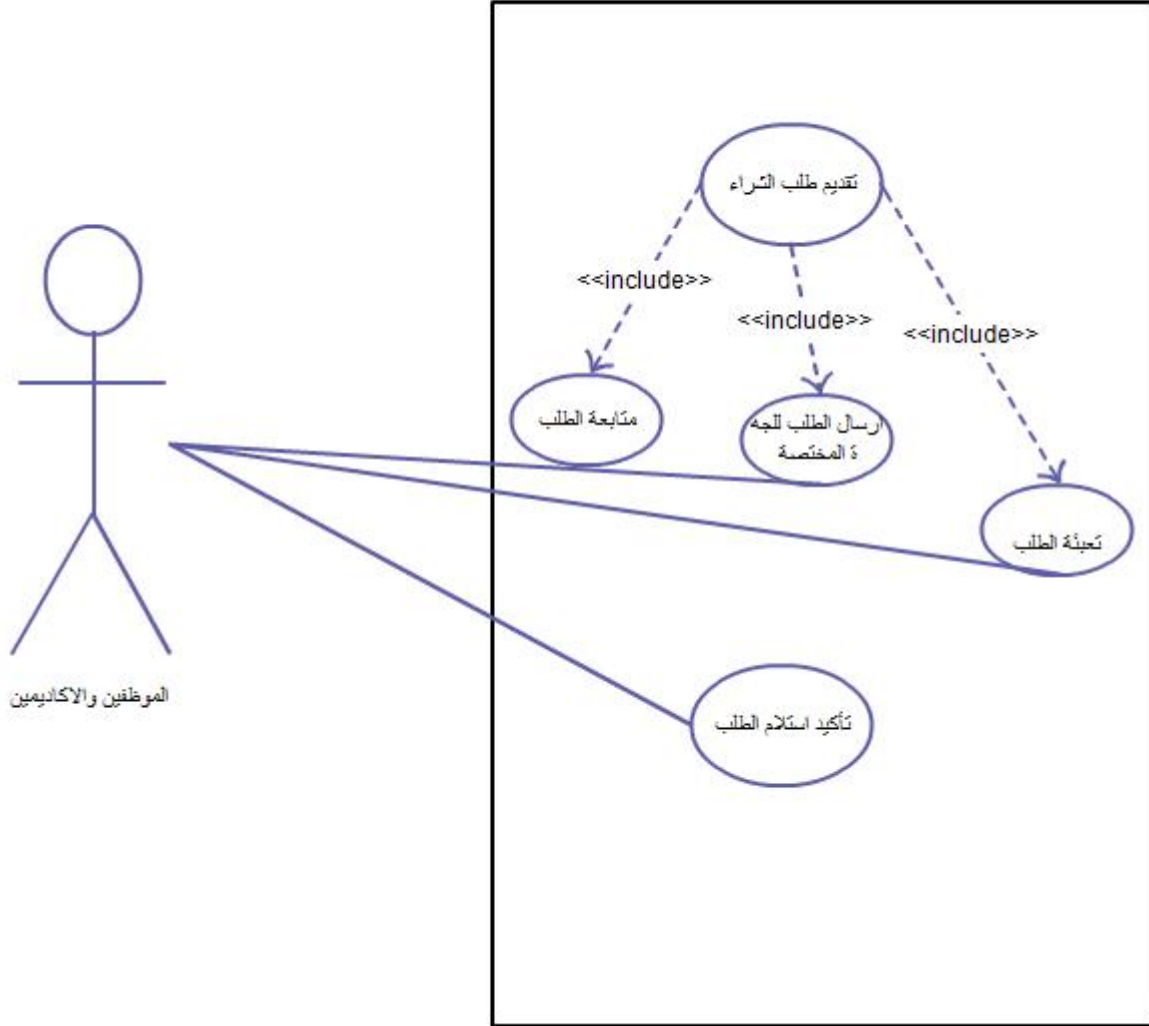 تقديم طلب الشراء
<<include>>
<<include>>
<<include>>
متابعة الطلب
ارسال الطلب للجه
ة المختصة
تعبئة الطلب
تأكيد استلام الطلب
الموظفين والاكاديمين